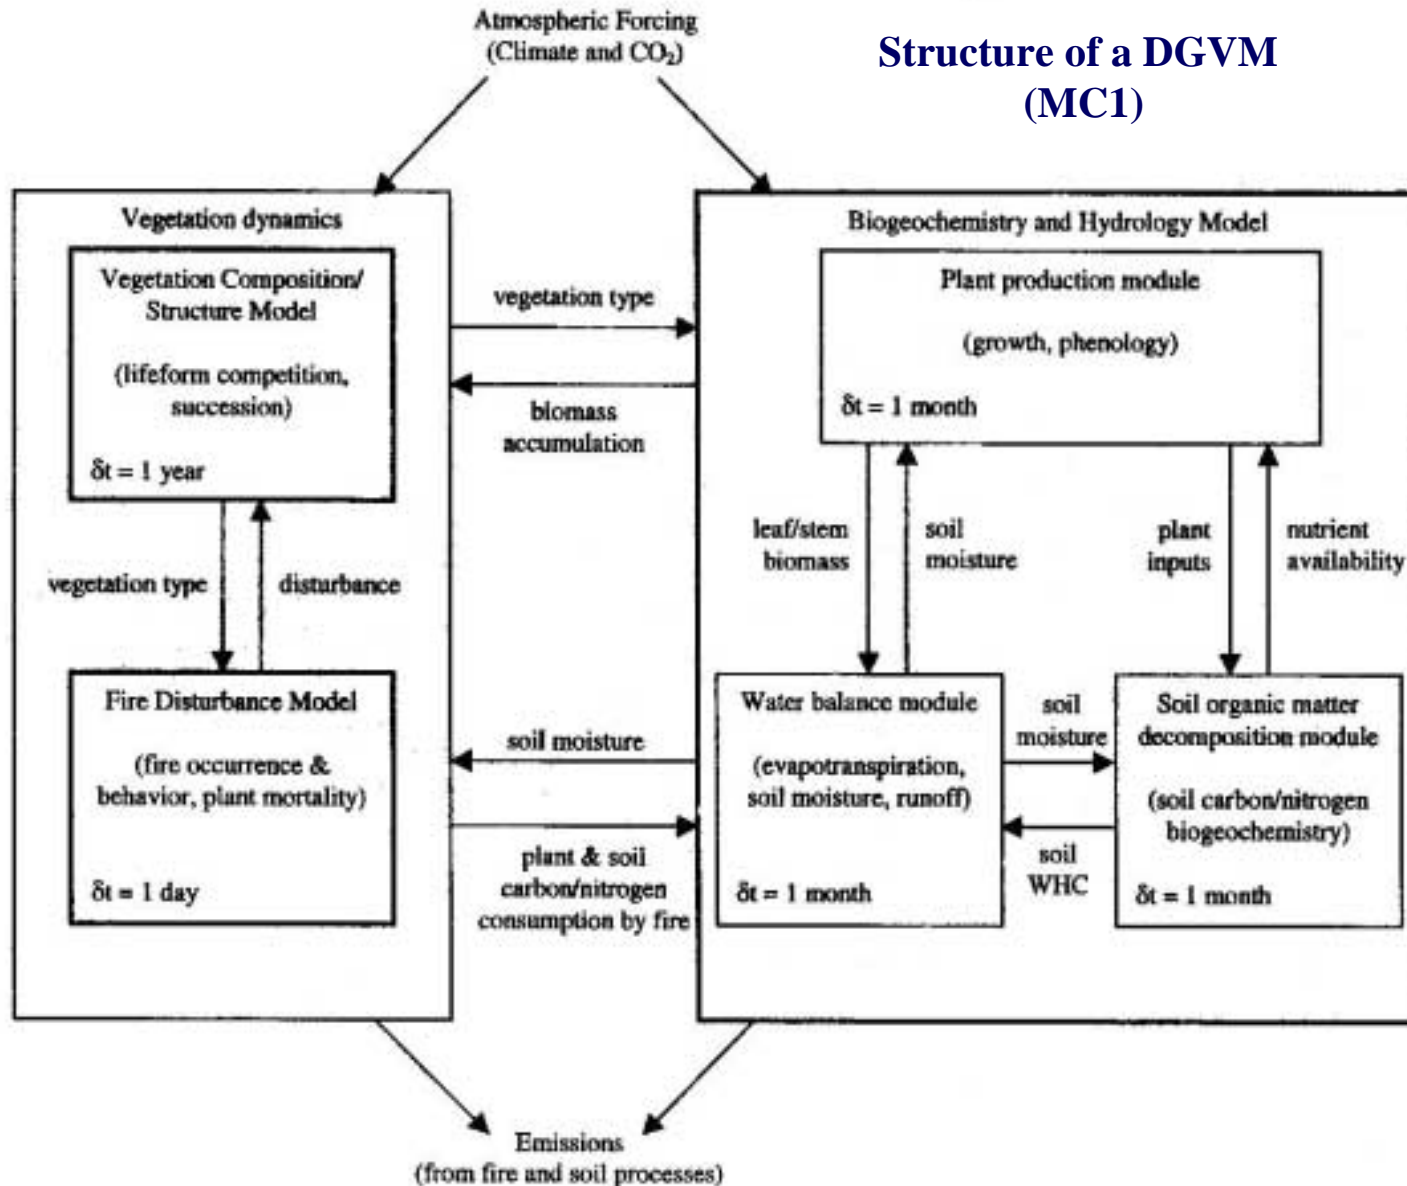 Atmospheric Forcing
(Climate and CO₂)
Structure of a DGVM
(MC1)
Vegetation dynamics
Vegetation Composition/
Structure Model
(lifeform competition,
succession)
δt = 1 year
vegetation type
disturbance
Fire Disturbance Model
(fire occurrence &
behavior, plant mortality)
δt = 1 day
vegetation type
biomass
accumulation
soil moisture
plant & soil
carbon/nitrogen
consumption by fire
Biogeochemistry and Hydrology Model
Plant production module
(growth, phenology)
δt = 1 month
leaf/stem
biomass
soil
moisture
plant
inputs
nutrient
availability
Water balance module
(evapotranspiration,
soil moisture, runoff)
δt = 1 month
soil
moisture
soil
WHC
Soil organic matter
decomposition module
(soil carbon/nitrogen
biogeochemistry)
δt = 1 month
Emissions
(from fire and soil processes)